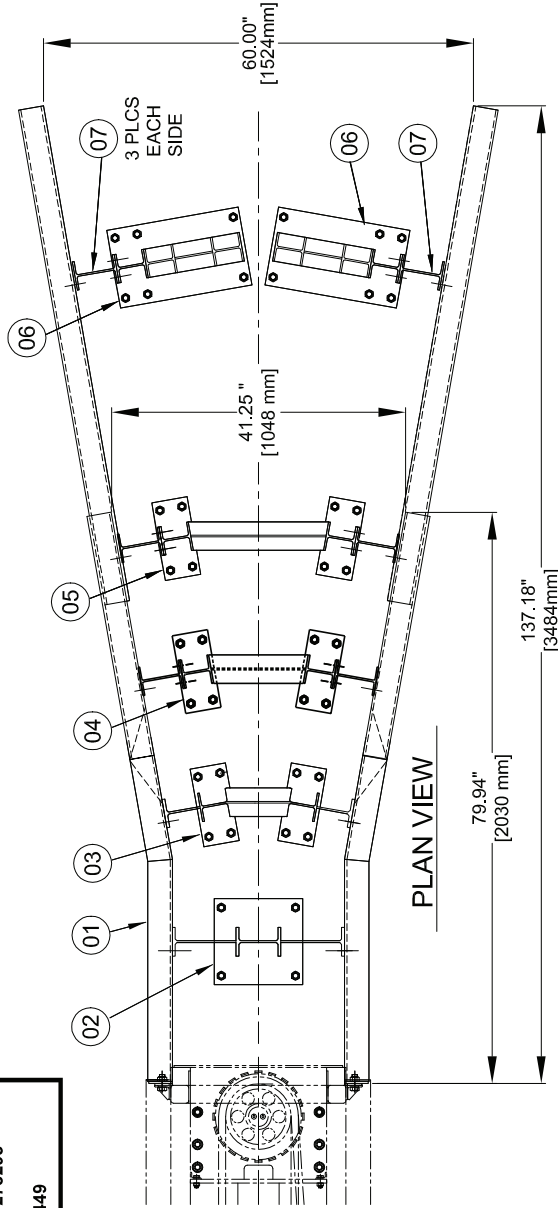 449
02
01
03
04
05
06
07
3 PLCS
EACH
SIDE
41.25 "
[1048 mm]
60.00"
[1524mm]
06
07
PLAN VIEW
79.94"
[2030 mm]
137.18"
[3484mm]